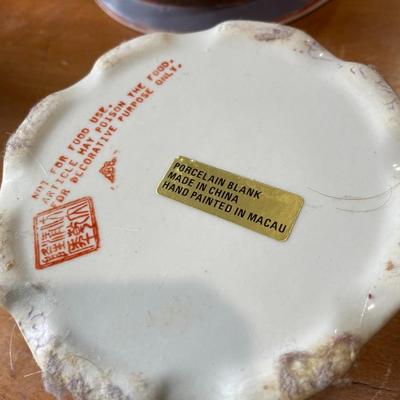 NOT FOR FOOD USE.
ARTICLE MAY POISON THE FOOD.
FOR DECORATIVE PURPOSE ONLY.
PORCELAIN BLANK
MADE IN CHINA
HAND PAINTED IN MACAU